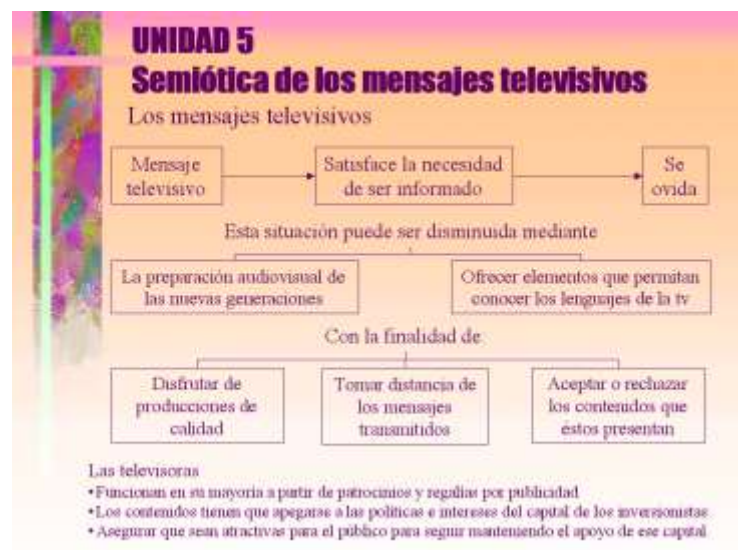 UNIDAD 5
Semiótica de los mensajes televisivos
Los mensajes televisivos
Mensaje
televisivo
Satisface la necesidad
de ser informado
Se
ovida
Esta situación puede ser disminuida mediante
La preparación audiovisual de
las nuevas generaciones
Ofrecer elementos que permitan
conocer los lenguajes de la tv
Con la finalidad de
Disfrutar de
producciones de
calidad
Tomar distancia de
los mensajes
transmitidos
Aceptar o rechazar
los contenidos que
éstos presentan
Las televisoras
•Funcionan en su mayoría a partir de patrocinios y regalías por publicidad
•Los contenidos tienen que apegarse a las políticas e intereses del capital de los inversionistas
•Asegurar que sean atractivas para el público para seguir manteniendo el apoyo de ese capital